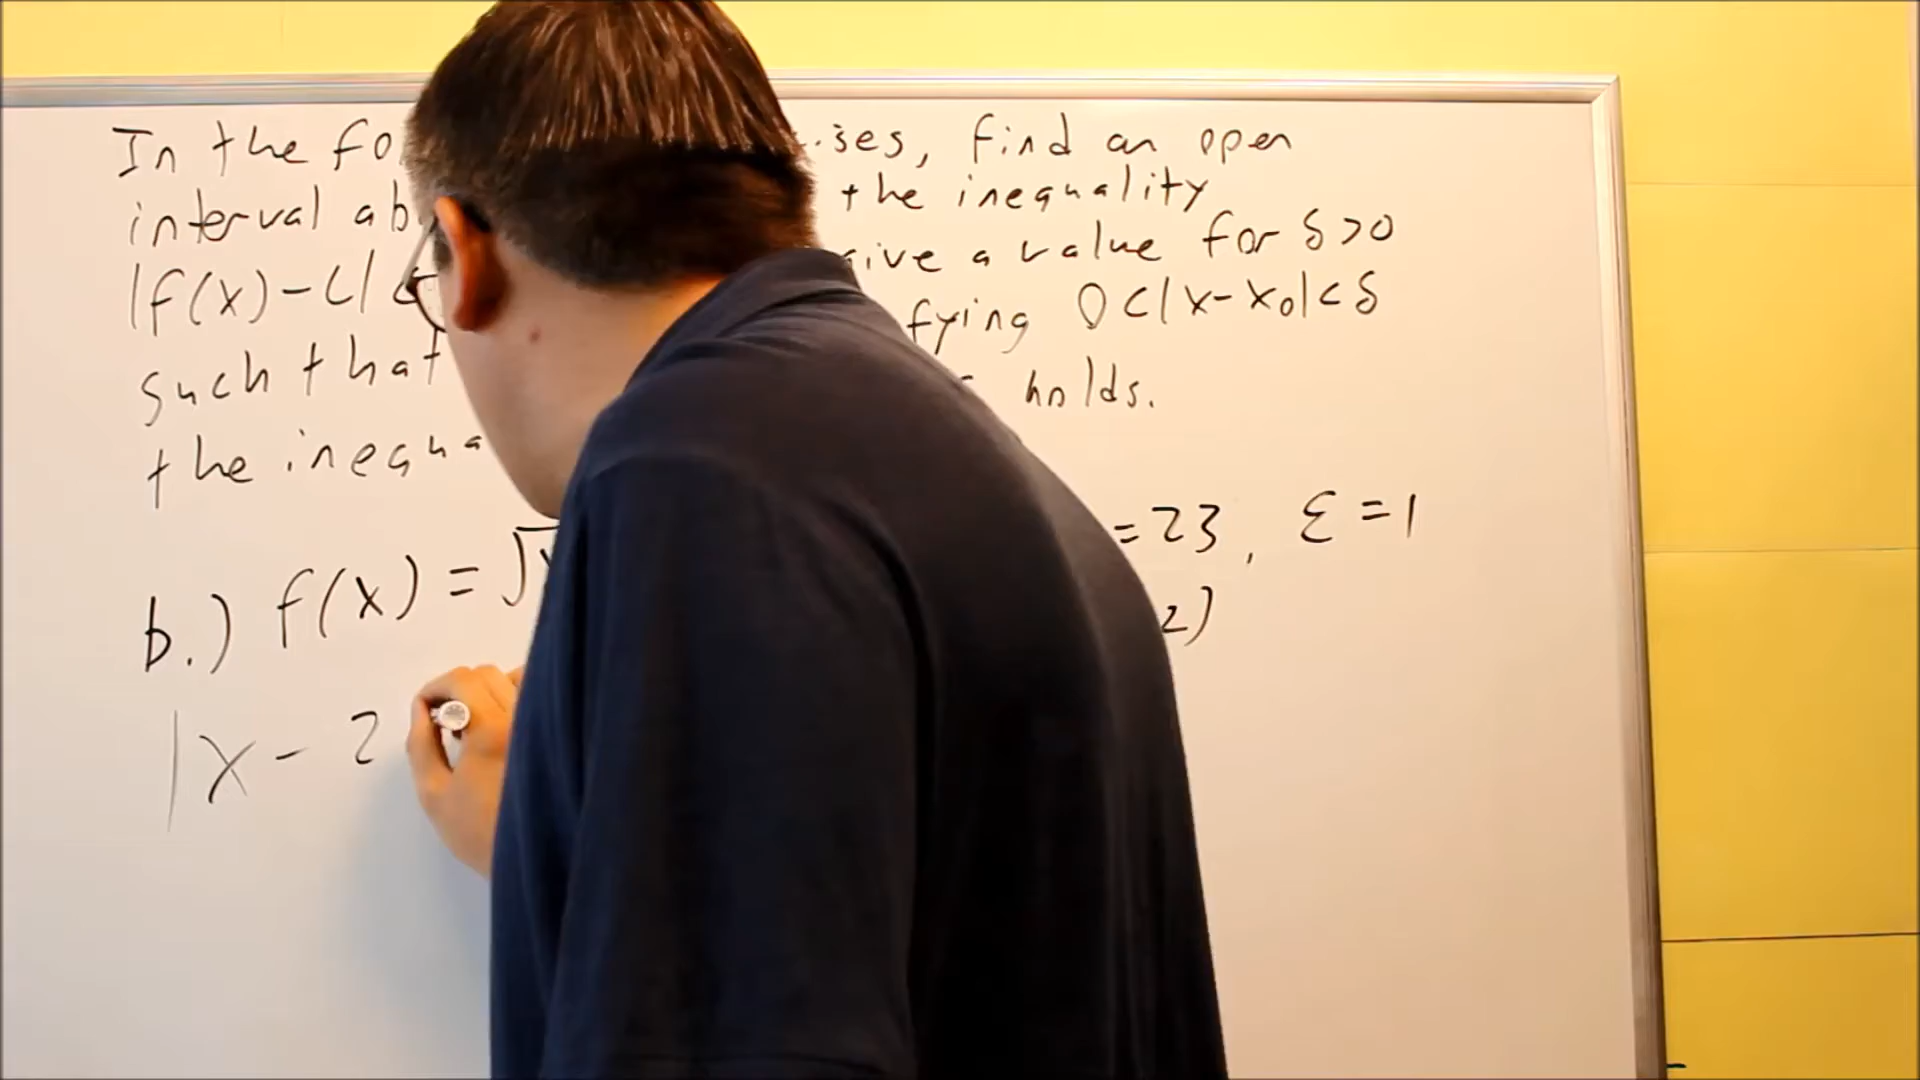 In the fo ises, find an open
interval ab the inequality
|f(x)-L| < give a value for δ>0
such that fying 0<|x-x₀|<δ
the inequa holds.
b.) f(x) = √ =23, ε=1
2)
|x - 2